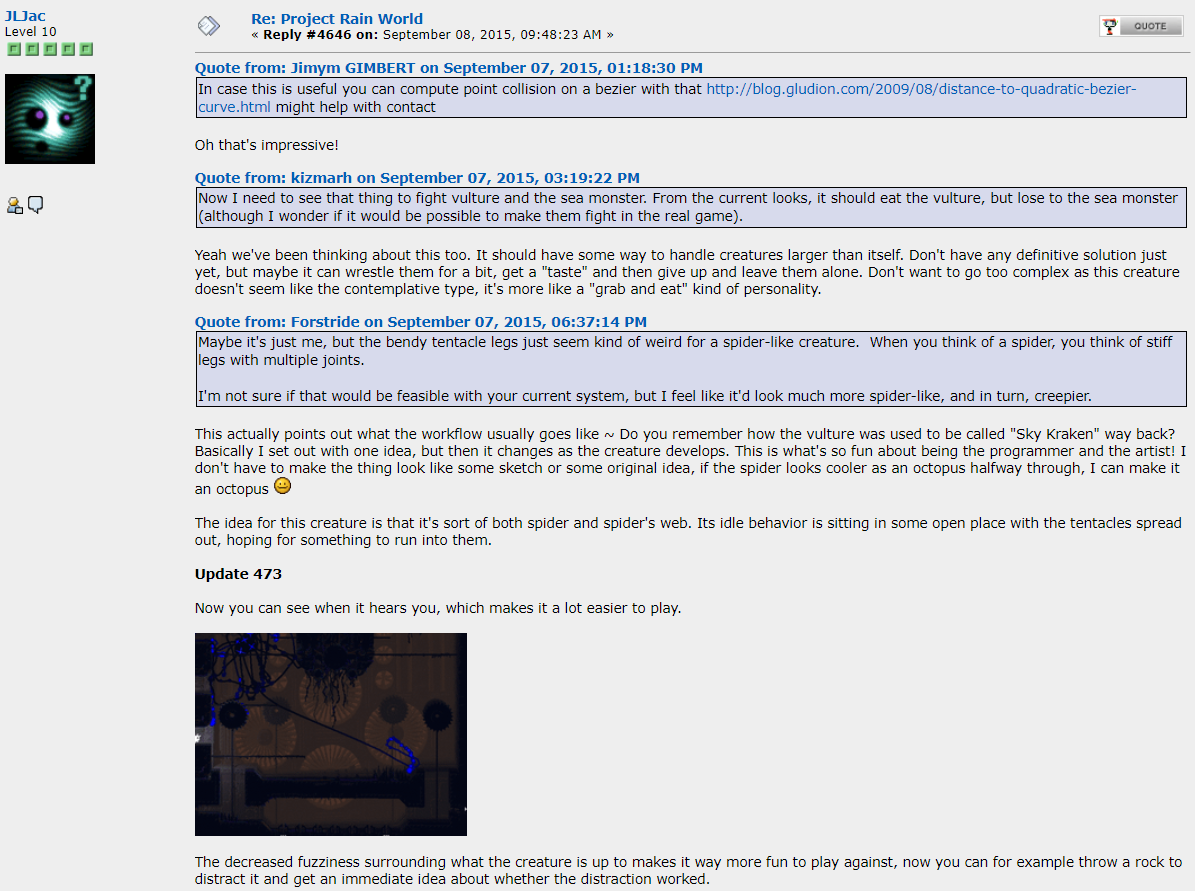 JLJac
Level 10
Re: Project Rain World
« Reply #4646 on: September 08, 2015, 09:48:23 AM »
QUOTE
Quote from: Jimym GIMBERT on September 07, 2015, 01:18:30 PM
In case this is useful you can compute point collision on a bezier with that http://blog.gludion.com/2009/08/distance-to-quadratic-bezier-
curve.html might help with contact
Oh that's impressive!
Quote from: kizmarh on September 07, 2015, 03:19:22 PM
Now I need to see that thing to fight vulture and the sea monster. From the current looks, it should eat the vulture, but lose to the sea monster
(although I wonder if it would be possible to make them fight in the real game).
Yeah we've been thinking about this too. It should have some way to handle creatures larger than itself. Don't have any definitive solution just
yet, but maybe it can wrestle them for a bit, get a "taste" and then give up and leave them alone. Don't want to go too complex as this creature
doesn't seem like the contemplative type, it's more like a "grab and eat" kind of personality.
Quote from: Forstride on September 07, 2015, 06:37:14 PM
Maybe it's just me, but the bendy tentacle legs just seem kind of weird for a spider-like creature.  When you think of a spider, you think of stiff
legs with multiple joints.
I'm not sure if that would be feasible with your current system, but I feel like it'd look much more spider-like, and in turn, creepier.
This actually points out what the workflow usually goes like ~ Do you remember how the vulture was used to be called "Sky Kraken" way back?
Basically I set out with one idea, but then it changes as the creature develops. This is what's so fun about being the programmer and the artist! I
don't have to make the thing look like some sketch or some original idea, if the spider looks cooler as an octopus halfway through, I can make it
an octopus
The idea for this creature is that it's sort of both spider and spider's web. Its idle behavior is sitting in some open place with the tentacles spread
out, hoping for something to run into them.
Update 473
Now you can see when it hears you, which makes it a lot easier to play.
The decreased fuzziness surrounding what the creature is up to makes it way more fun to play against, now you can for example throw a rock to
distract it and get an immediate idea about whether the distraction worked.